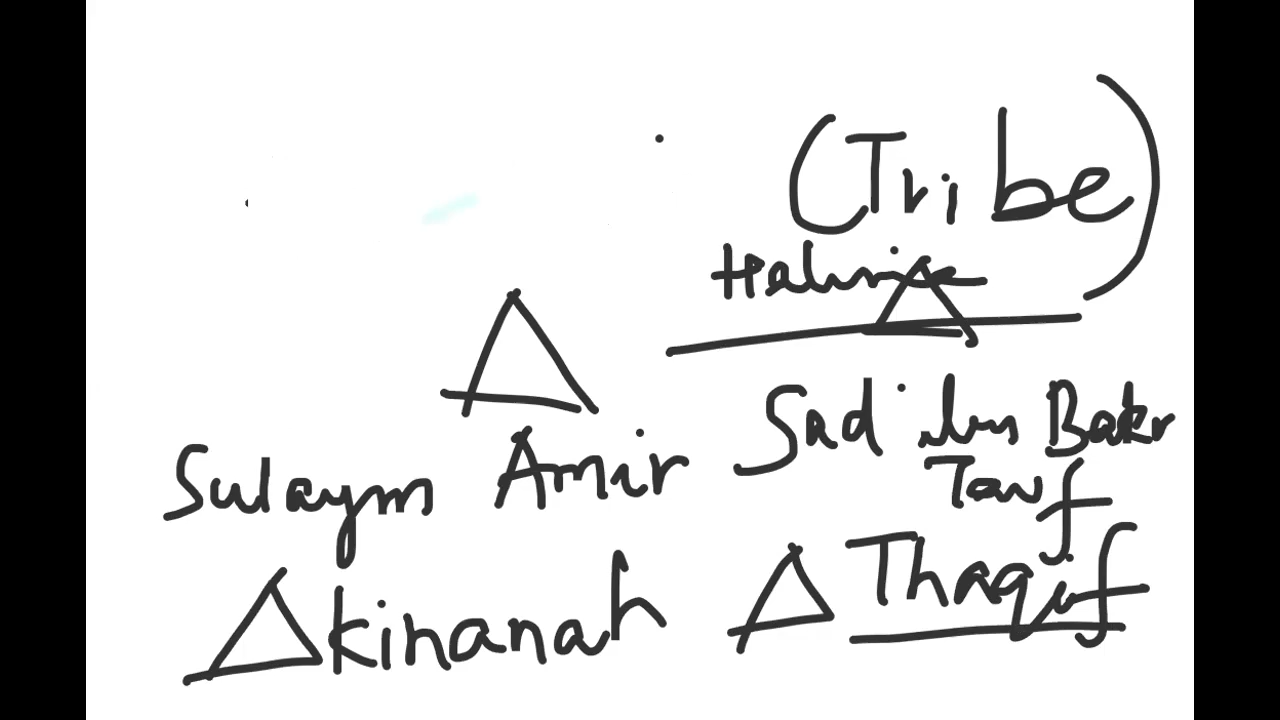 (Tribe)
Halima
Sad ibn Bakr
Sulaym Amir
Taif
Thaqif
kinanah